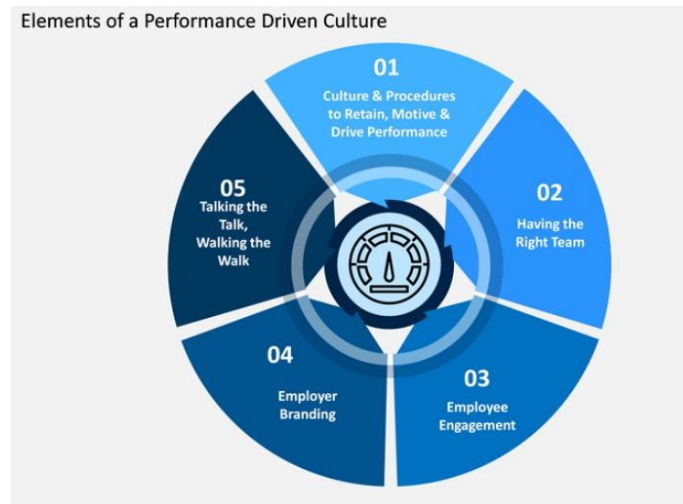 Elements of a Performance Driven Culture
01
Culture & Procedures
to Retain, Motive &
Drive Performance
02
Having the
Right Team
03
Employee
Engagement
04
Employer
Branding
05
Talking the
Talk,
Walking the
Walk